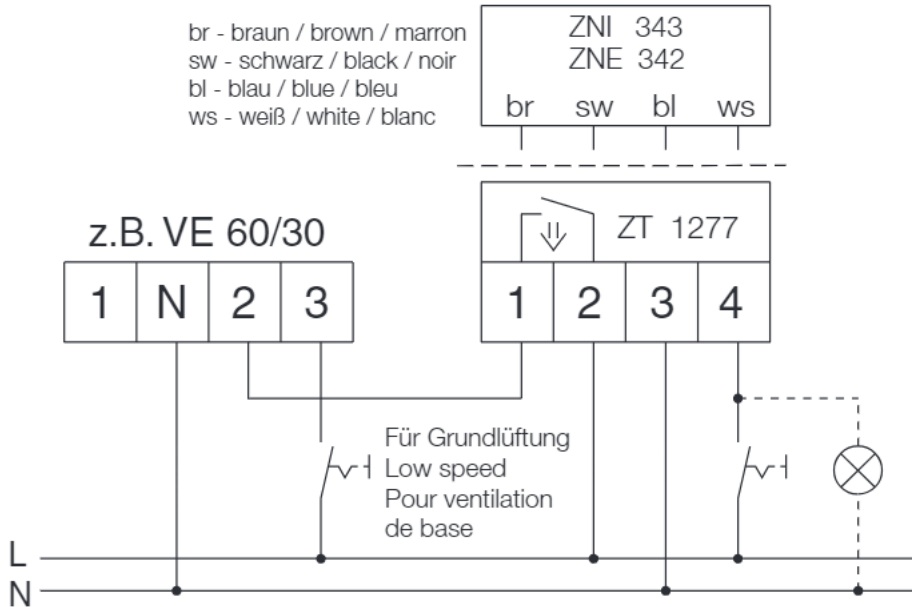 br - braun / brown / marron
sw - schwarz / black / noir
bl - blau / blue / bleu
ws - weiß / white / blanc
ZNI 343
ZNE 342
br sw bl ws
z.B. VE 60/30
ZT 1277
1 N 2 3
1 2 3 4
Für Grundlüftung
Low speed
Pour ventilation
de base
L
N